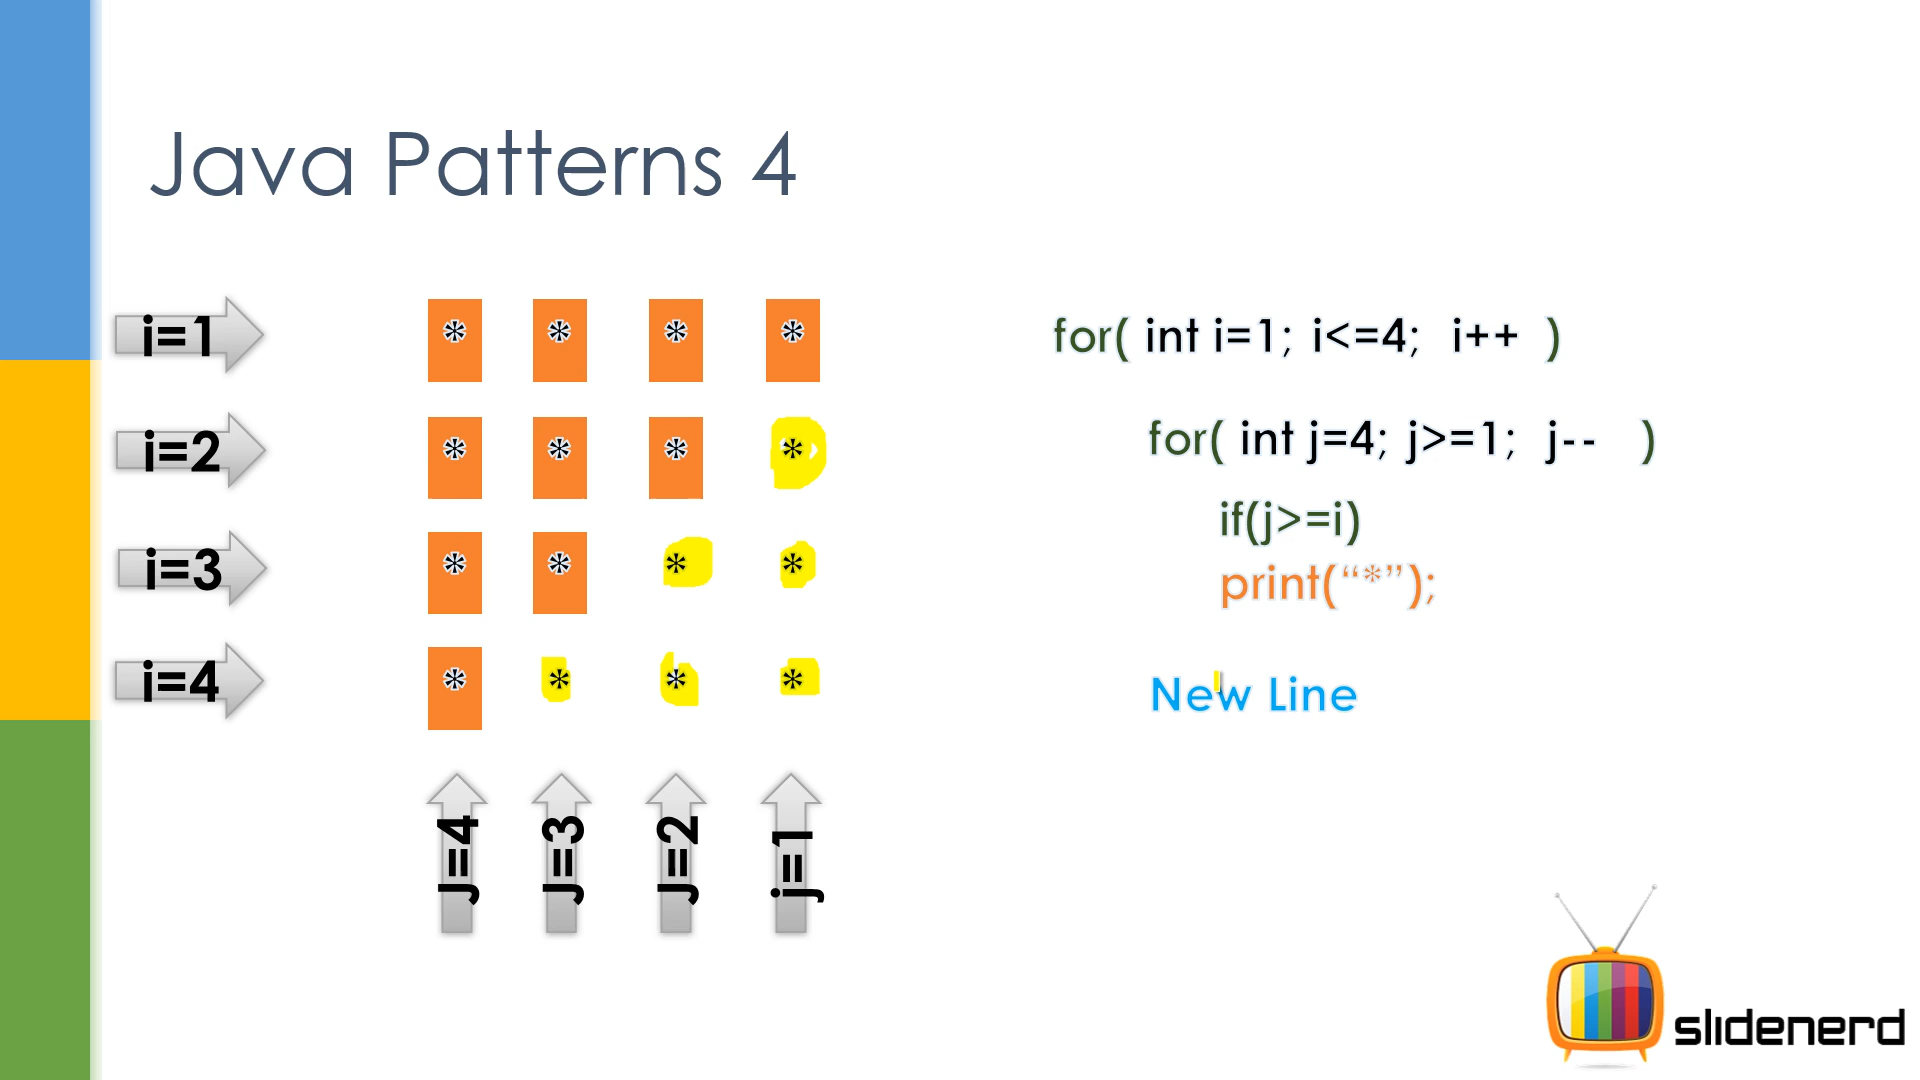 Java Patterns 4
i=1 * * * *
i=2 * * * *
i=3 * * * *
i=4 * * * *
J=4 J=3 J=2 j=1
for( int i=1; i<=4; i++ )
for( int j=4; j>=1; j-- )
if(j>=i)
print(“*”);
New Line
slidenerd